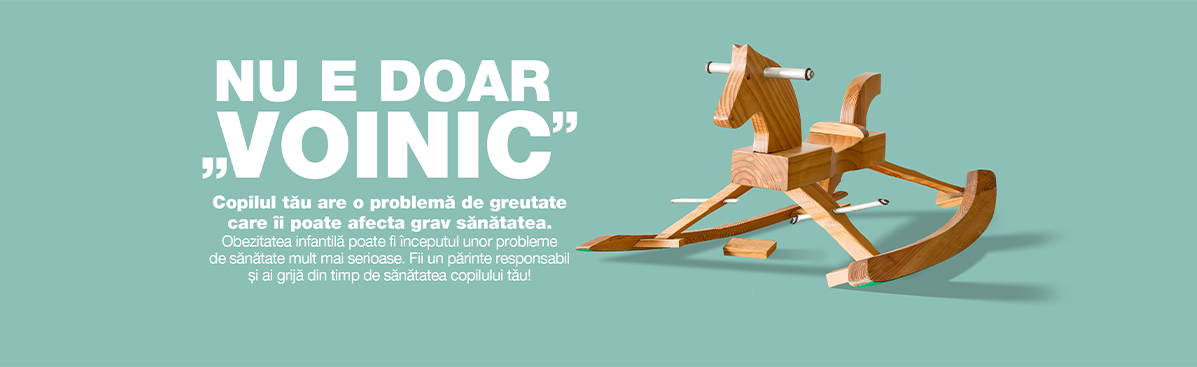 NU E DOAR
„VOINIC”
Copilul tău are o problemă de greutate
care îi poate afecta grav sănătatea.
Obezitatea infantilă poate fi începutul unor probleme
de sănătate mult mai serioase. Fii un părinte responsabil
și ai grijă din timp de sănătatea copilului tău!